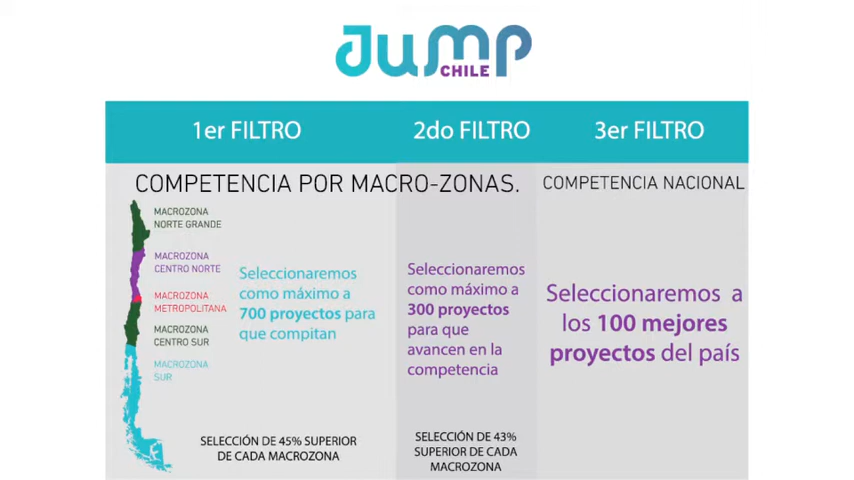 Jump
CHILE
1er FILTRO
2do FILTRO
3er FILTRO
COMPETENCIA POR MACRO-ZONAS.
COMPETENCIA NACIONAL
MACROZONA
NORTE GRANDE
MACROZONA
CENTRO NORTE
MACROZONA
METROPOLITANA
MACROZONA
CENTRO SUR
MACROZONA
SUR
Seleccionaremos
como máximo a
700 proyectos para
que compitan
SELECCIÓN DE 45% SUPERIOR
DE CADA MACROZONA
Seleccionaremos
como máximo a
300 proyectos
para que
avancen en la
competencia
SELECCIÓN DE 43%
SUPERIOR DE CADA
MACROZONA
Seleccionaremos a
los 100 mejores
proyectos del país